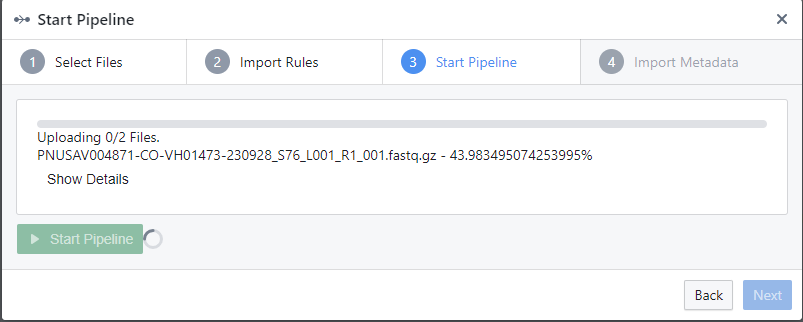 Start Pipeline
1 Select Files
2 Import Rules
3 Start Pipeline
4 Import Metadata
Uploading 0/2 Files.
PNUSAV004871-CO-VH01473-230928_S76_L001_R1_001.fastq.gz - 43.983495074253995%
Show Details
Start Pipeline
Back
Next